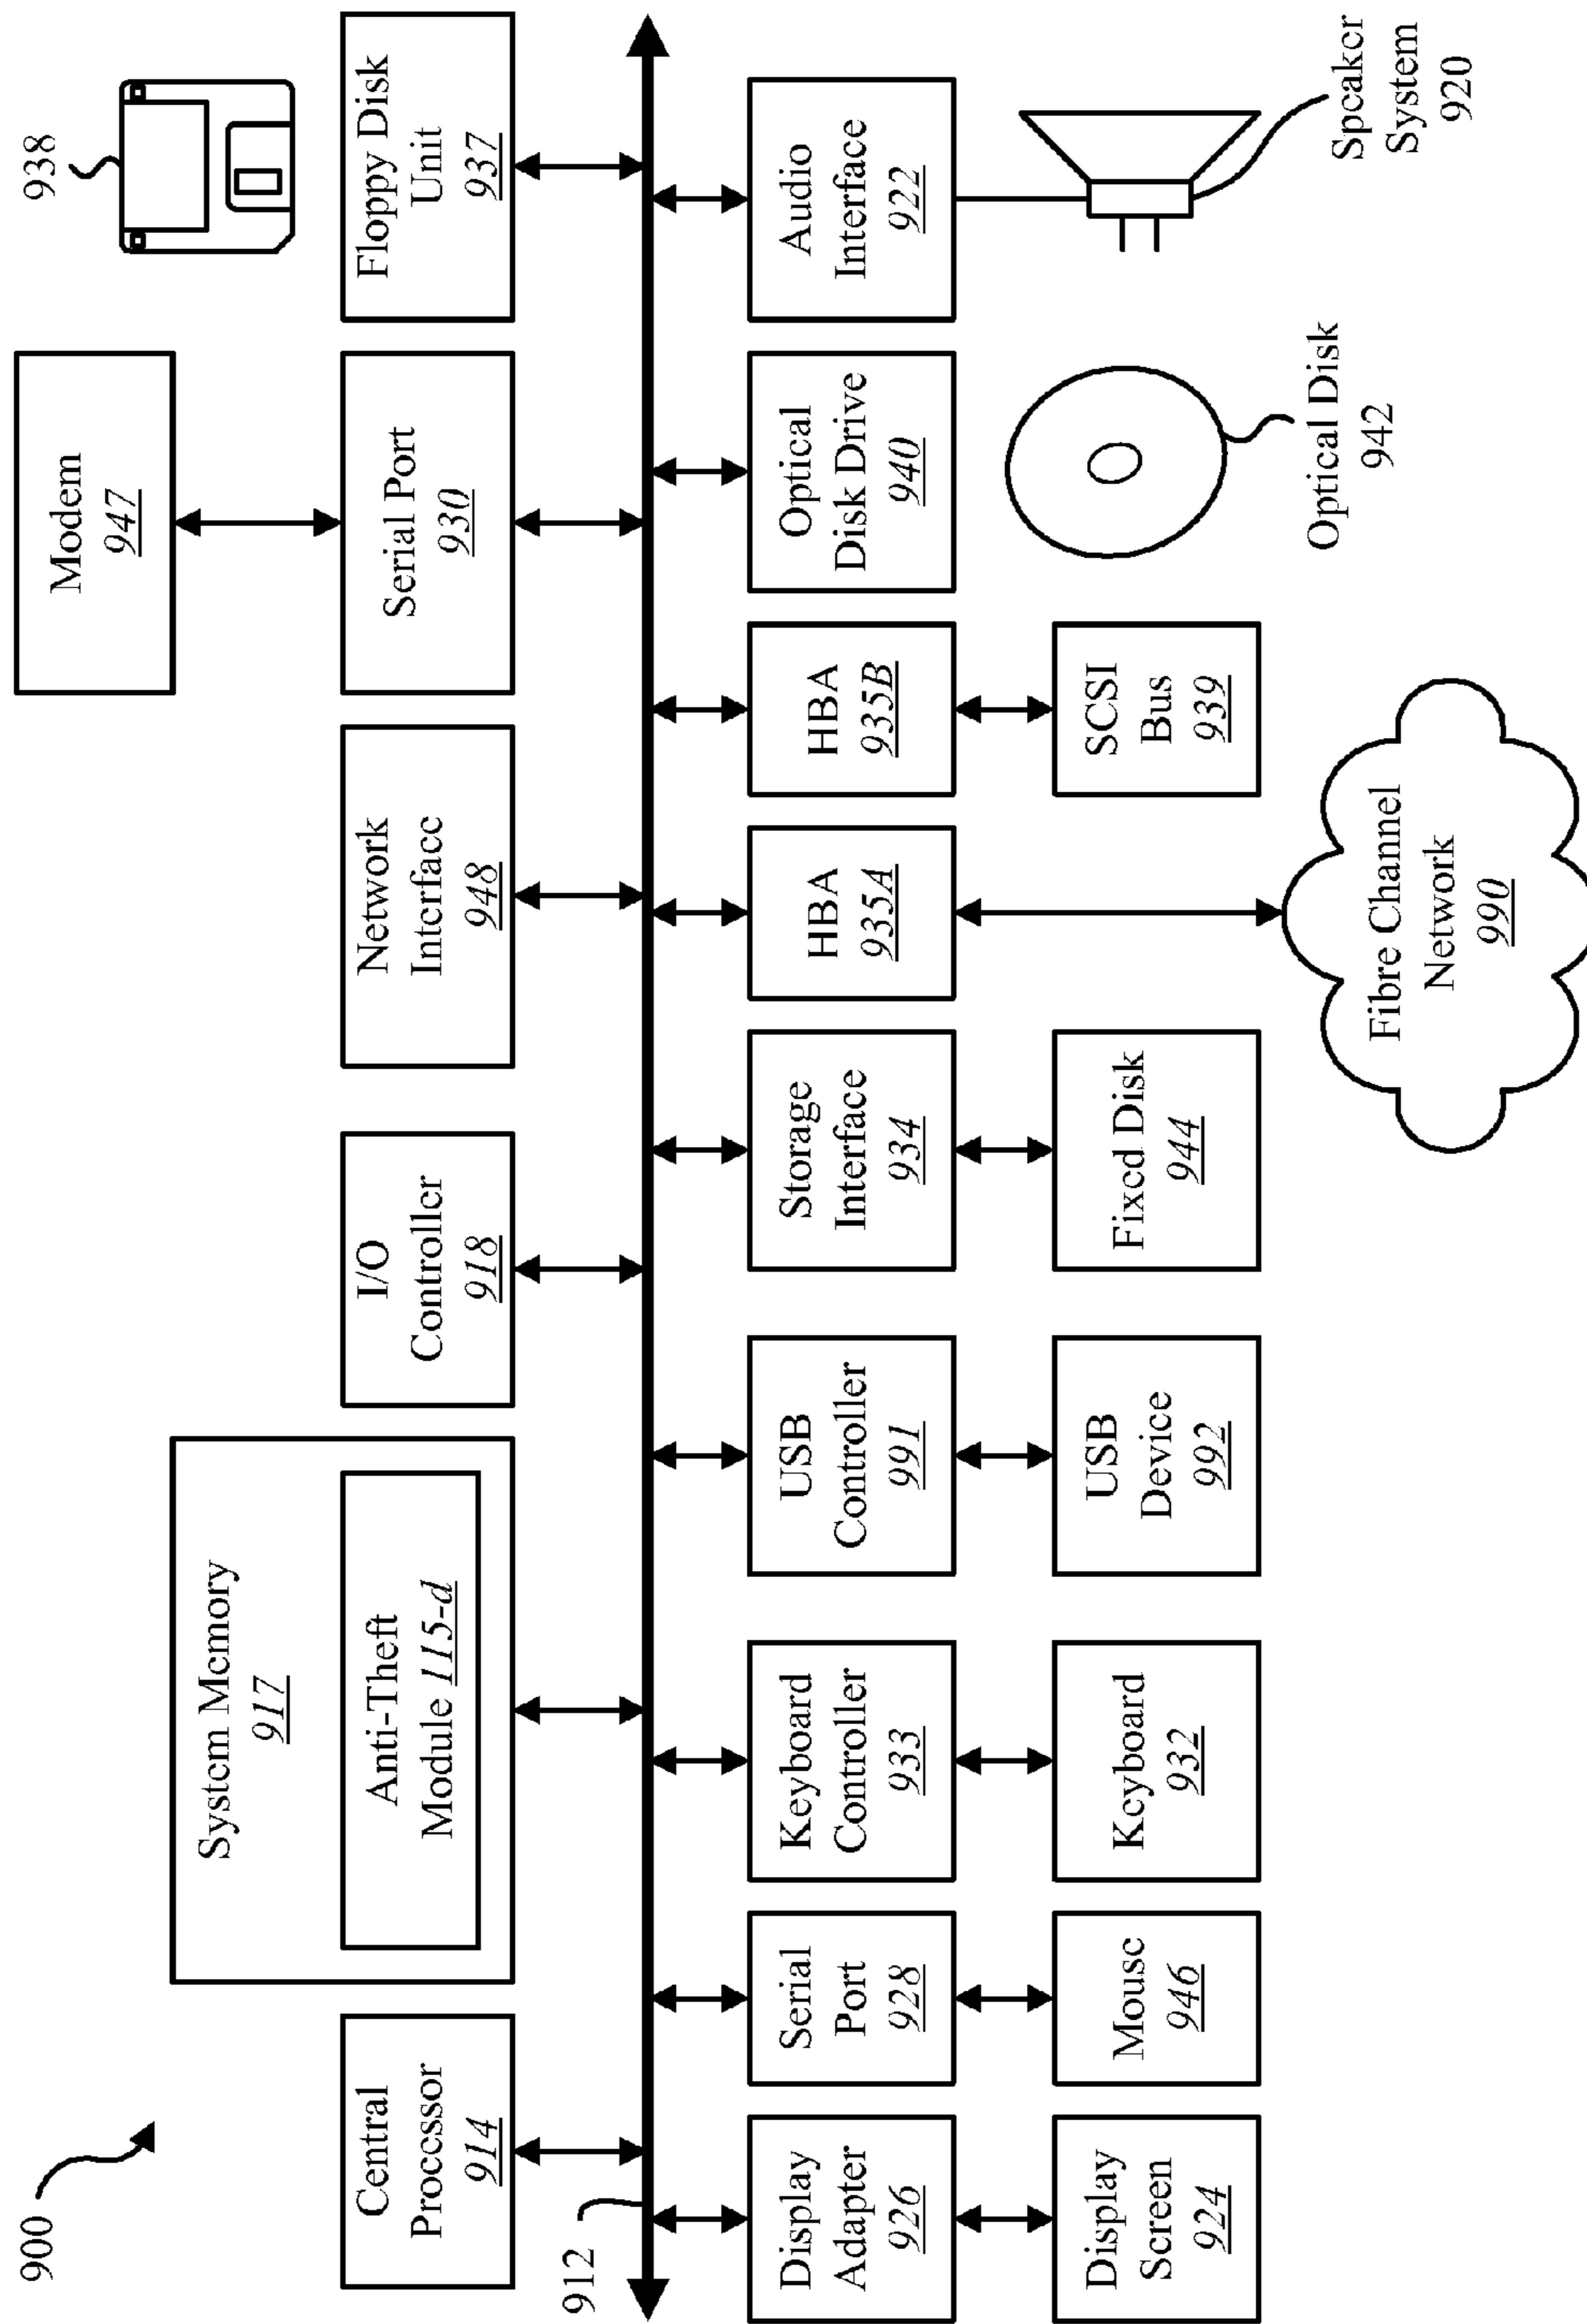 900
Central
Processor
914
System Memory
917
Anti-Theft
Module 115-d
I/O
Controller
918
Network
Interface
948
Modem
947
Serial Port
930
938
Floppy Disk
Unit
937
912
Display
Adapter
926
Serial
Port
928
Keyboard
Controller
933
USB
Controller
991
Storage
Interface
934
HBA
935A
HBA
935B
Optical
Disk Drive
940
Audio
Interface
922
Display
Screen
924
Mouse
946
Keyboard
932
USB
Device
992
Fixed Disk
944
Fibre Channel
Network
990
SCSI
Bus
939
Optical Disk
942
Speaker
System
920